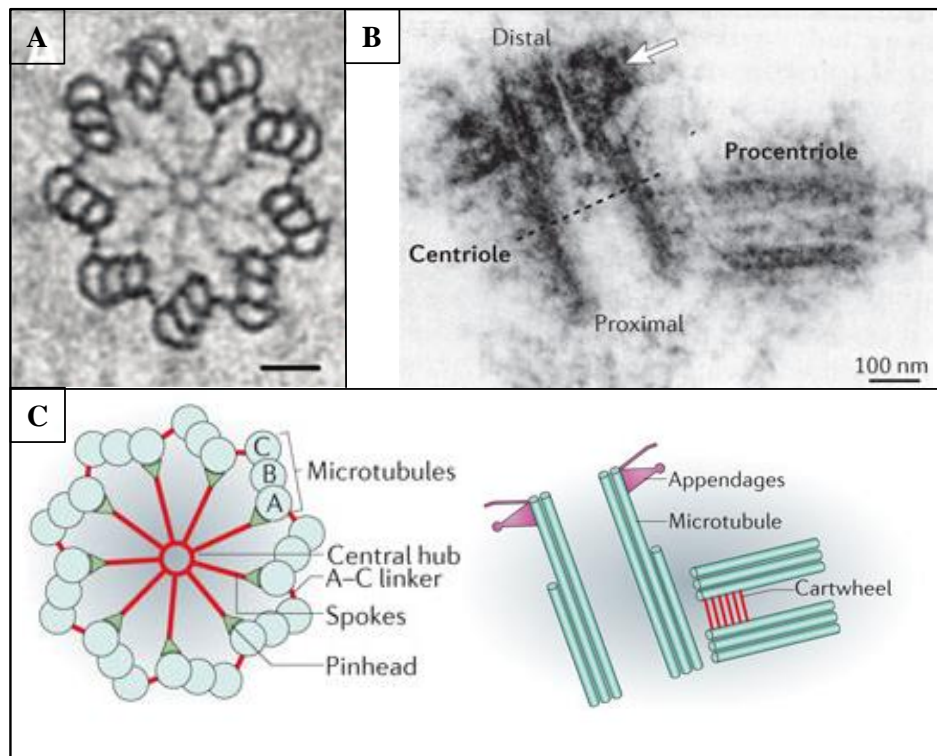 A
B
Distal
Procentriole
Centriole
Proximal
100 nm
C
C
B
A
Microtubules
Central hub
A–C linker
Spokes
Pinhead
Appendages
Microtubule
Cartwheel